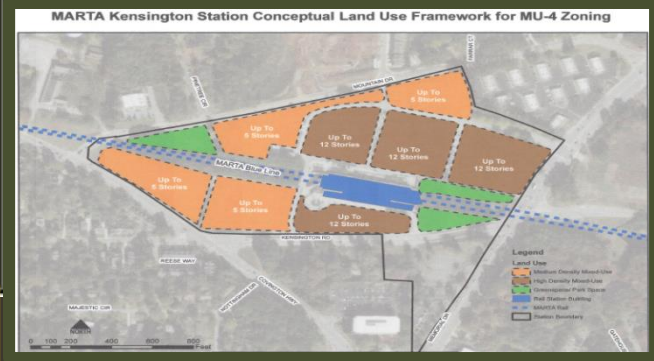 MARTA Kensington Station Conceptual Land Use Framework for MU-4 Zoning
MOUNTAIN DR
Up To
5 Stories
Up To
5 Stories
Up To
12 Stories
Up To
12 Stories
Up To
12 Stories
MARTA Blue Line
Up To
5 Stories
Up To
5 Stories
Up To
12 Stories
KENSINGTON RD
REESE WAY
COVINGTON HWY
MAJESTIC CIR
NORTH
0 100 200 400 600 800
Feet
MEMORIAL DR
Legend
Land Use
Medium Density Mixed-Use
High Density Mixed-Use
Greenspace/ Park Space
Rail Station Building
MARTA Rail
Station Boundary